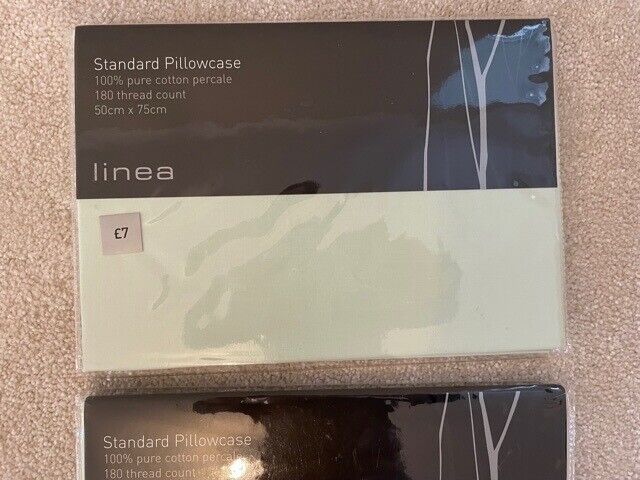 Standard Pillowcase
100% pure cotton percale
180 thread count
50cm x 75cm
linea
£7
Standard Pillowcase
100% pure cotton percale
180 thread count